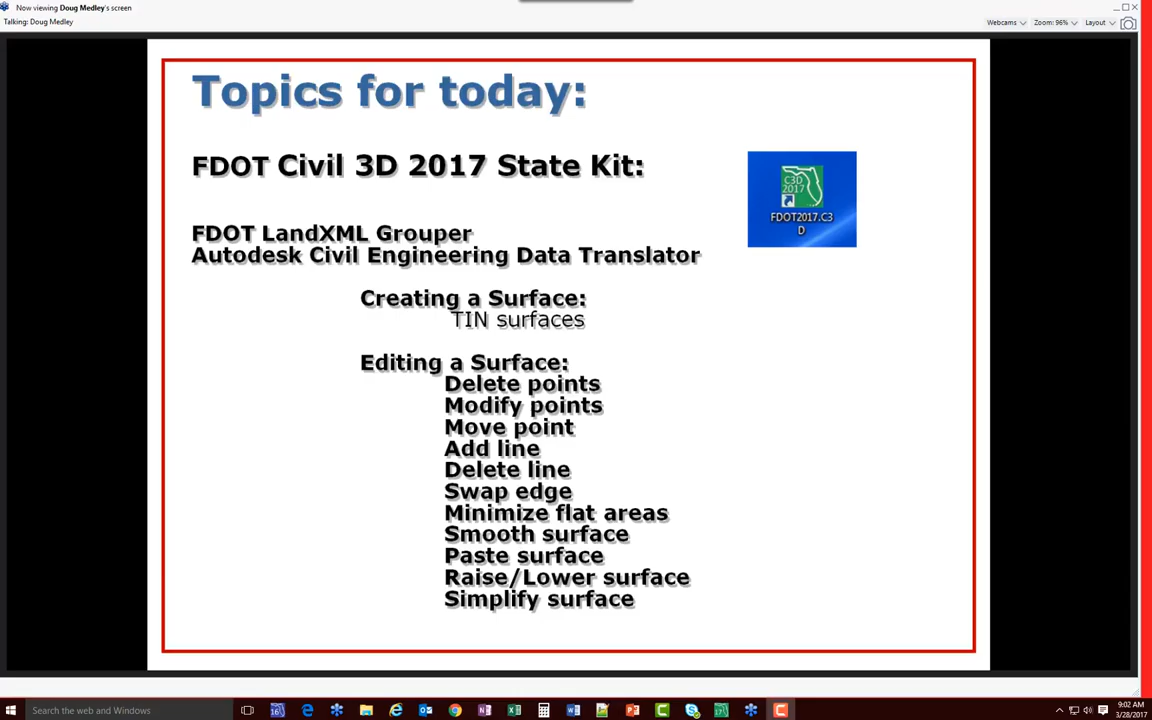 Now viewing Doug Medley's screen
Talking: Doug Medley
Webcams
Zoom: 96%
Layout
Topics for today:
FDOT Civil 3D 2017 State Kit:
C3D
2017
FDOT2017.C3
D
FDOT LandXML Grouper
Autodesk Civil Engineering Data Translator
Creating a Surface:
TIN surfaces
Editing a Surface:
Delete points
Modify points
Move point
Add line
Delete line
Swap edge
Minimize flat areas
Smooth surface
Paste surface
Raise/Lower surface
Simplify surface
Search the web and Windows
9:02 AM
3/28/2017